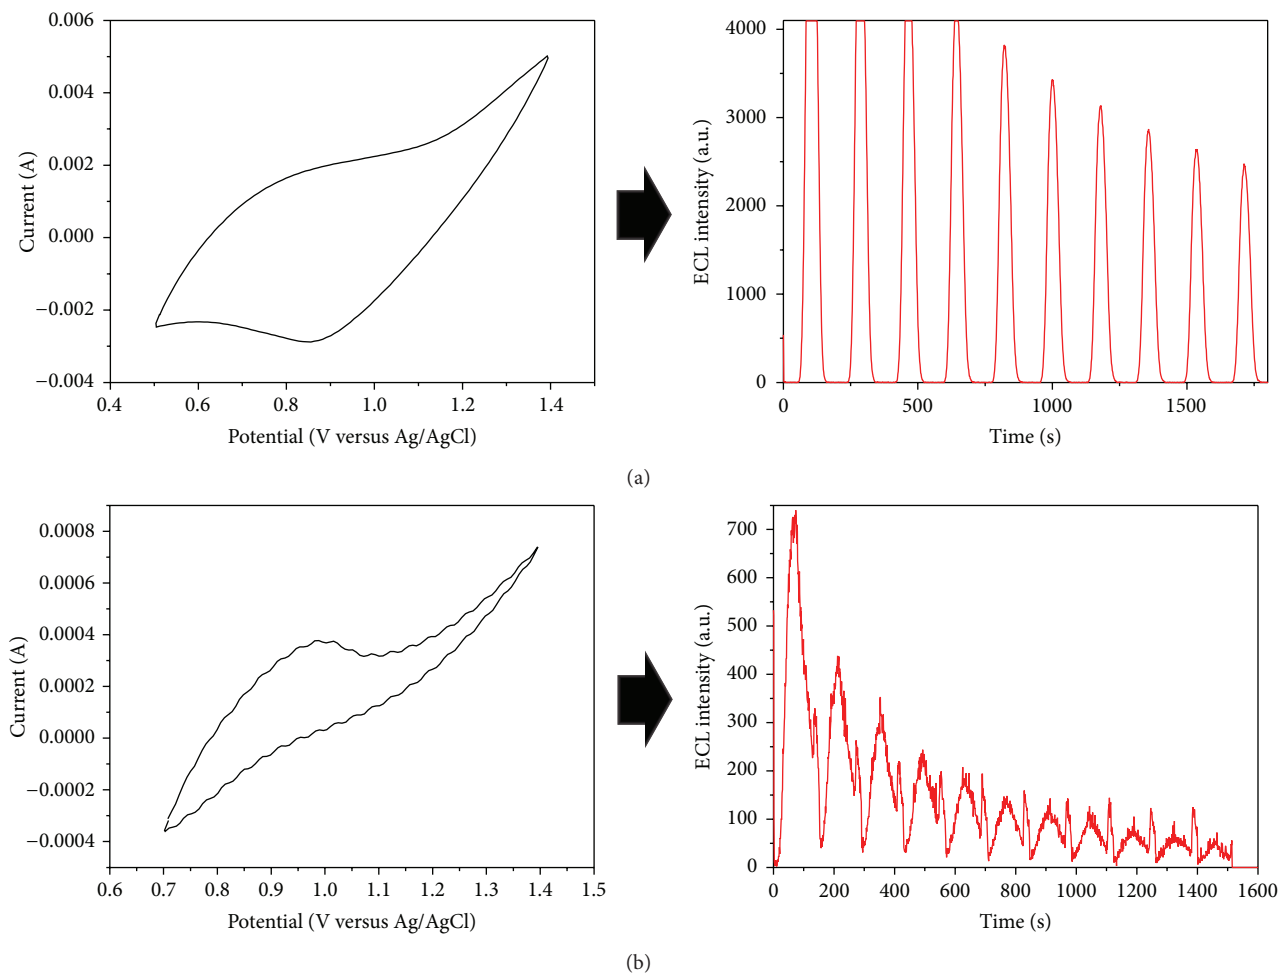 0.006
0.004
0.002
0.000
−0.002
−0.004
Current (A)
0.4 0.6 0.8 1.0 1.2 1.4
Potential (V versus Ag/AgCl)
4000
3000
2000
1000
0
ECL intensity (a.u.)
0 500 1000 1500
Time (s)
(a)
0.0008
0.0006
0.0004
0.0002
0.0000
−0.0002
−0.0004
Current (A)
0.6 0.7 0.8 0.9 1.0 1.1 1.2 1.3 1.4 1.5
Potential (V versus Ag/AgCl)
700
600
500
400
300
200
100
0
ECL intensity (a.u.)
0 200 400 600 800 1000 1200 1400 1600
Time (s)
(b)